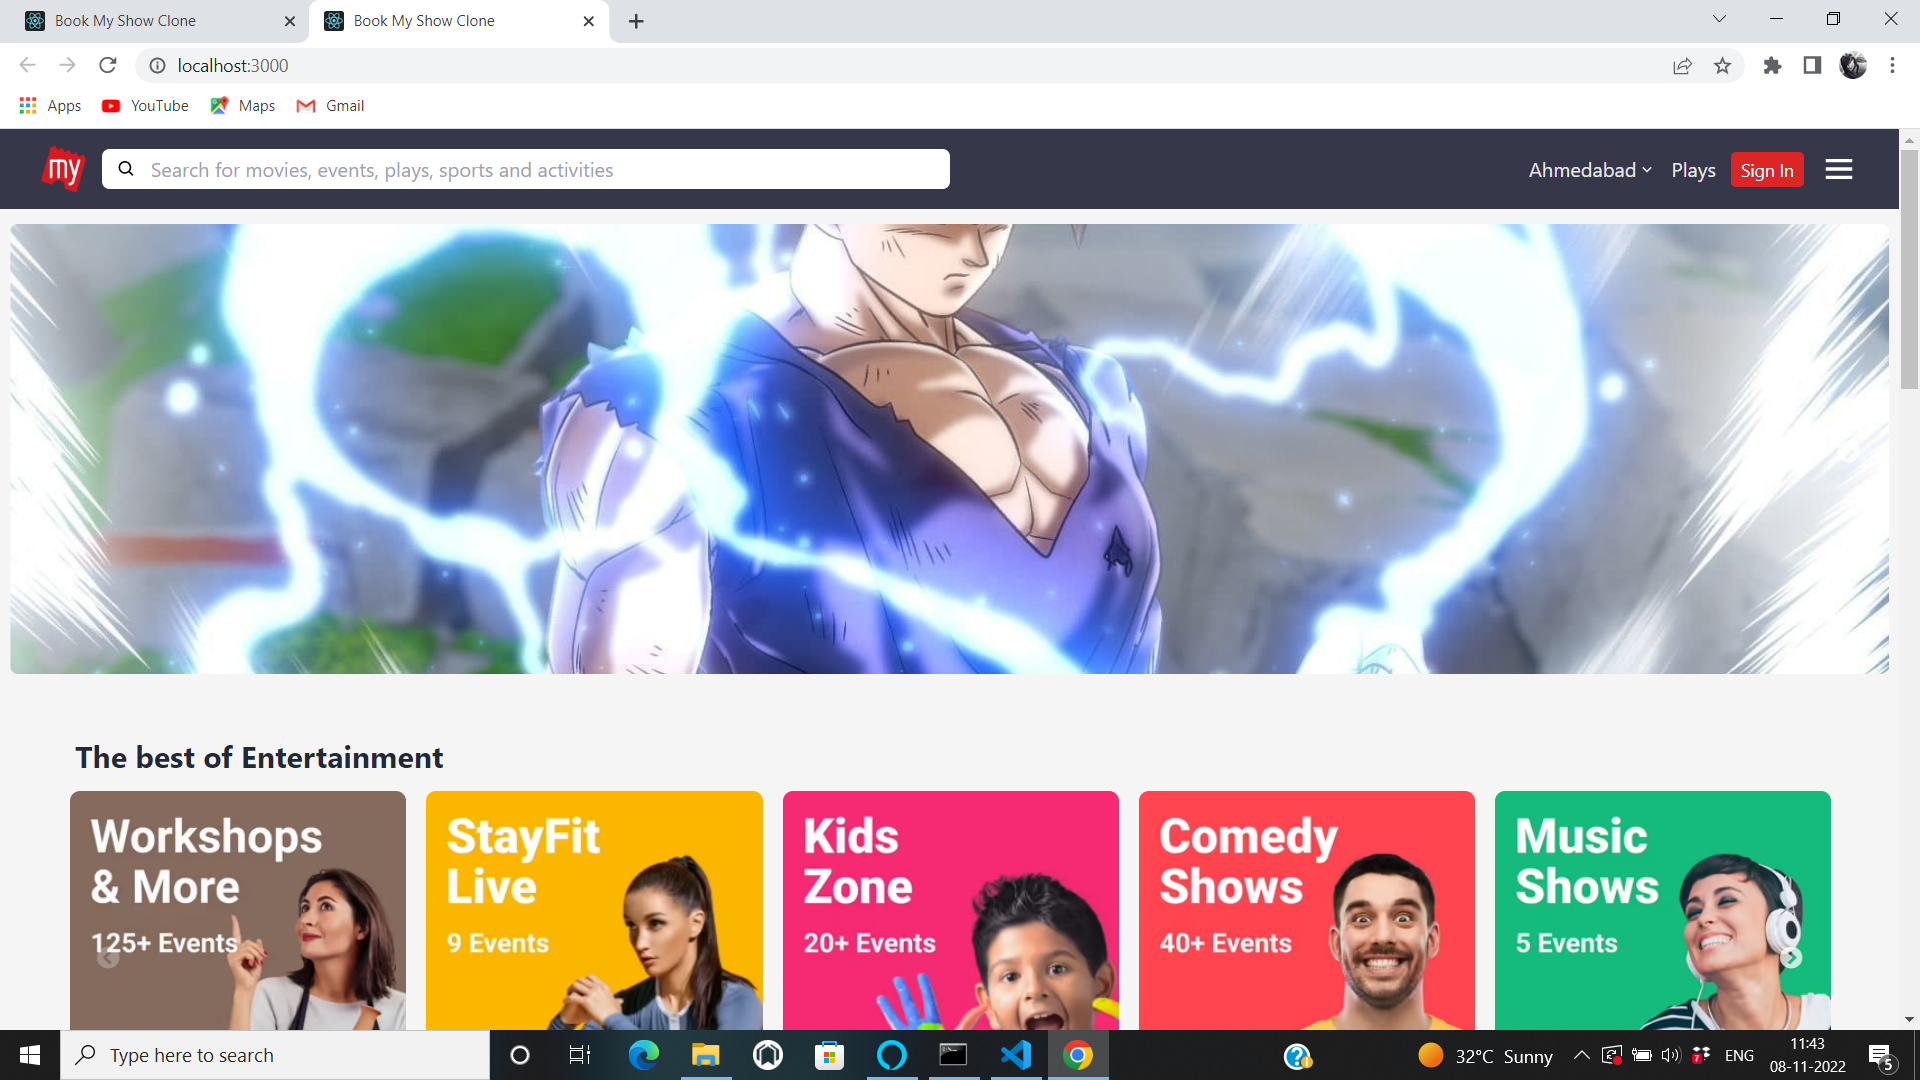 Book My Show Clone
Book My Show Clone
localhost:3000
Apps
YouTube
Maps
Gmail
my
Search for movies, events, plays, sports and activities
Ahmedabad
Plays
Sign In
The best of Entertainment
Workshops
& More
125+ Events
StayFit
Live
9 Events
Kids
Zone
20+ Events
Comedy
Shows
40+ Events
Music
Shows
5 Events
Type here to search
32°C Sunny
7
ENG
11:43
08-11-2022
5